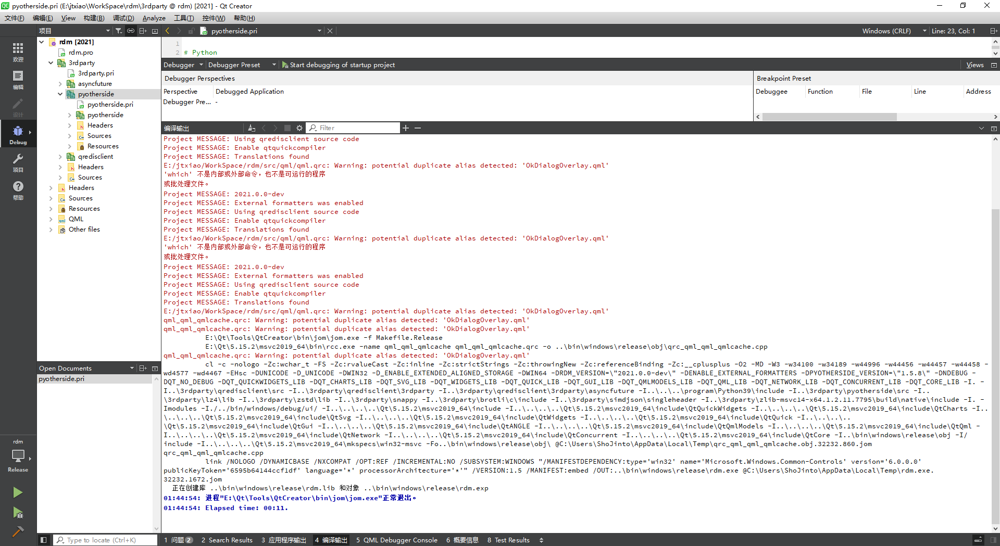 pyotherside.pri (E:\jtxiao\WorkSpace\rdm\3rdparty @ rdm) [2021] - Qt Creator
文件(F) 编辑(E) View 构建(B) 调试(D) Analyze 工具(T) 控件(W) 帮助(H)
项目
pyotherside.pri
Windows (CRLF)
Line: 23, Col: 1
欢迎
编辑
设计
Debug
项目
帮助
rdm
Release
rdm [2021]
rdm.pro
3rdparty
3rdparty.pri
asyncfuture
pyotherside
pyotherside.pri
pyotherside
Headers
Sources
Resources
qredisclient
Headers
Sources
Headers
Sources
Resources
QML
Other files
Open Documents
pyotherside.pri
1
2 # Python
Debugger Debugger Preset Start debugging of startup project Views
Debugger Perspectives
Perspective Debugged Application
Debugger Pre... -
Breakpoint Preset
Debuggee Function File Line Address
编译输出 Filter
Project MESSAGE: Using qredisclient source code
Project MESSAGE: Enable qtquickcompiler
Project MESSAGE: Translations found
E:/jtxiao/WorkSpace/rdm/src/qml/qml.qrc: Warning: potential duplicate alias detected: 'OkDialogOverlay.qml'
'which' 不是内部或外部命令，也不是可运行的程序
或批处理文件。
Project MESSAGE: 2021.0.0-dev
Project MESSAGE: External formatters was enabled
Project MESSAGE: Using qredisclient source code
Project MESSAGE: Enable qtquickcompiler
Project MESSAGE: Translations found
E:/jtxiao/WorkSpace/rdm/src/qml/qml.qrc: Warning: potential duplicate alias detected: 'OkDialogOverlay.qml'
'which' 不是内部或外部命令，也不是可运行的程序
或批处理文件。
Project MESSAGE: 2021.0.0-dev
Project MESSAGE: External formatters was enabled
Project MESSAGE: Using qredisclient source code
Project MESSAGE: Enable qtquickcompiler
Project MESSAGE: Translations found
E:/jtxiao/WorkSpace/rdm/src/qml/qml.qrc: Warning: potential duplicate alias detected: 'OkDialogOverlay.qml'
qml_qml_qmlcache.qrc: Warning: potential duplicate alias detected: 'OkDialogOverlay.qml'
qml_qml_qmlcache.qrc: Warning: potential duplicate alias detected: 'OkDialogOverlay.qml'
E:\Qt\Tools\QtCreator\bin\jom\jom.exe -f Makefile.Release
E:\Qt\5.15.2\msvc2019_64\bin\rcc.exe -name qml_qml_qmlcache qml_qml_qmlcache.qrc -o ..\bin\windows\release\obj\qrc_qml_qml_qmlcache.cpp
qml_qml_qmlcache.qrc: Warning: potential duplicate alias detected: 'OkDialogOverlay.qml'
cl -c -nologo -Zc:wchar_t -FS -Zc:rvalueCast -Zc:inline -Zc:strictStrings -Zc:throwingNew -Zc:referenceBinding -Zc:__cplusplus -O2 -MD -W3 -w34100 -w34189 -w44996 -w44456 -w44457 -w44458 -
wd4577 -wd4467 -EHsc -DUNICODE -D_UNICODE -DWIN32 -D_ENABLE_EXTENDED_ALIGNED_STORAGE -DWIN64 -DRDM_VERSION=\"2021.0.0-dev\" -DENABLE_EXTERNAL_FORMATTERS -DPYOTHERSIDE_VERSION=\"1.5.8\" -DNDEBUG -
DQT_NO_DEBUG -DQT_QUICKWIDGETS_LIB -DQT_CHARTS_LIB -DQT_SVG_LIB -DQT_WIDGETS_LIB -DQT_QUICK_LIB -DQT_GUI_LIB -DQT_QMLMODELS_LIB -DQT_QML_LIB -DQT_NETWORK_LIB -DQT_CONCURRENT_LIB -DQT_CORE_LIB -I. -
I..\3rdparty\qredisclient\src -I..\3rdparty\qredisclient\3rdparty -I..\3rdparty\qredisclient\3rdparty\asyncfuture -I..\..\..\program\Python39\include -I..\3rdparty\pyotherside\src -I..
\3rdparty\lz4\lib -I..\3rdparty\zstd\lib -I..\3rdparty\snappy -I..\3rdparty\brotli\c\include -I..\3rdparty\simdjson\singleheader -I..\3rdparty\zlib-msvc14-x64.1.2.11.7795\build\native\include -I. -
Imodules -I./../bin/windows/debug/ui/ -I..\..\..\..\Qt\5.15.2\msvc2019_64\include -I..\..\..\..\Qt\5.15.2\msvc2019_64\include\QtQuickWidgets -I..\..\..\..\Qt\5.15.2\msvc2019_64\include\QtCharts -I..
\..\..\..\Qt\5.15.2\msvc2019_64\include\QtSvg -I..\..\..\..\Qt\5.15.2\msvc2019_64\include\QtWidgets -I..\..\..\..\Qt\5.15.2\msvc2019_64\include\QtQuick -I..\..\..\..
\Qt\5.15.2\msvc2019_64\include\QtGui -I..\..\..\..\Qt\5.15.2\msvc2019_64\include\QtANGLE -I..\..\..\..\Qt\5.15.2\msvc2019_64\include\QtQmlModels -I..\..\..\..\Qt\5.15.2\msvc2019_64\include\QtQml -
I..\..\..\..\Qt\5.15.2\msvc2019_64\include\QtNetwork -I..\..\..\..\Qt\5.15.2\msvc2019_64\include\QtConcurrent -I..\..\..\..\Qt\5.15.2\msvc2019_64\include\QtCore -I..\bin\windows\release\obj -I/
include -I..\..\..\..\Qt\5.15.2\msvc2019_64\mkspecs\win32-msvc -Fo..\bin\windows\release\obj\ @C:\Users\ShoJinto\AppData\Local\Temp\qrc_qml_qml_qmlcache.obj.32232.860.jom
qrc_qml_qml_qmlcache.cpp
link /NOLOGO /DYNAMICBASE /NXCOMPAT /OPT:REF /INCREMENTAL:NO /SUBSYSTEM:WINDOWS "/MANIFESTDEPENDENCY:type='win32' name='Microsoft.Windows.Common-Controls' version='6.0.0.0'
publicKeyToken='6595b64144ccf1df' language='*' processorArchitecture='*'" /VERSION:1.5 /MANIFEST:embed /OUT:..\bin\windows\release\rdm.exe @C:\Users\ShoJinto\AppData\Local\Temp\rdm.exe.
32232.1672.jom
正在创建库 ..\bin\windows\release\rdm.lib 和对象 ..\bin\windows\release\rdm.exp
01:44:54: 进程"E:\Qt\Tools\QtCreator\bin\jom\jom.exe"正常退出。
01:44:54: Elapsed time: 00:11.
Type to locate (Ctrl+K) 1 问题 2 2 Search Results 3 应用程序输出 4 编译输出 5 QML Debugger Console 6 概要信息 8 Test Results